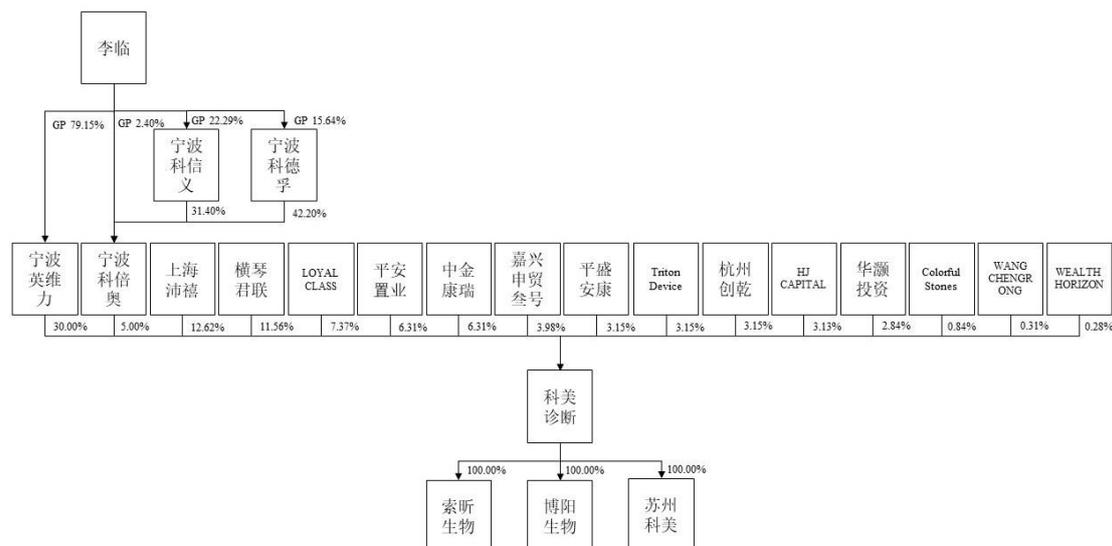 李临
GP 79.15%
GP 2.40%
GP 22.29%
GP 15.64%
宁波
科信
义
宁波
科德
孚
31.40%
42.20%
宁波
英维
力
宁波
科倍
奥
上海
沛禧
横琴
君联
LOYAL
CLASS
平安
置业
中金
康瑞
嘉兴
申贸
叁号
平盛
安康
Triton
Device
杭州
创乾
HJ
CAPITAL
华灏
投资
Colorful
Stones
WANG
CHENGR
ONG
WEALTH
HORIZON
30.00%
5.00%
12.62%
11.56%
7.37%
6.31%
6.31%
3.98%
3.15%
3.15%
3.15%
3.13%
2.84%
0.84%
0.31%
0.28%
科美
诊断
100.00%
100.00%
100.00%
索昕
生物
博阳
生物
苏州
科美